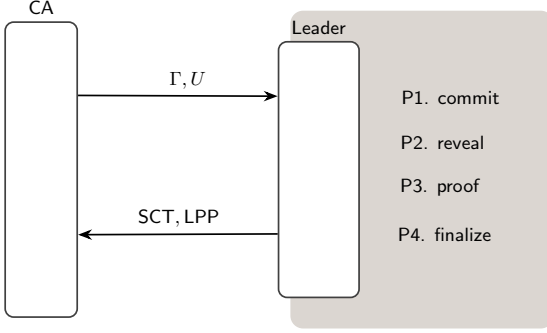 CA
Leader
Γ, U
P1. commit
P2. reveal
P3. proof
SCT, LPP
P4. finalize